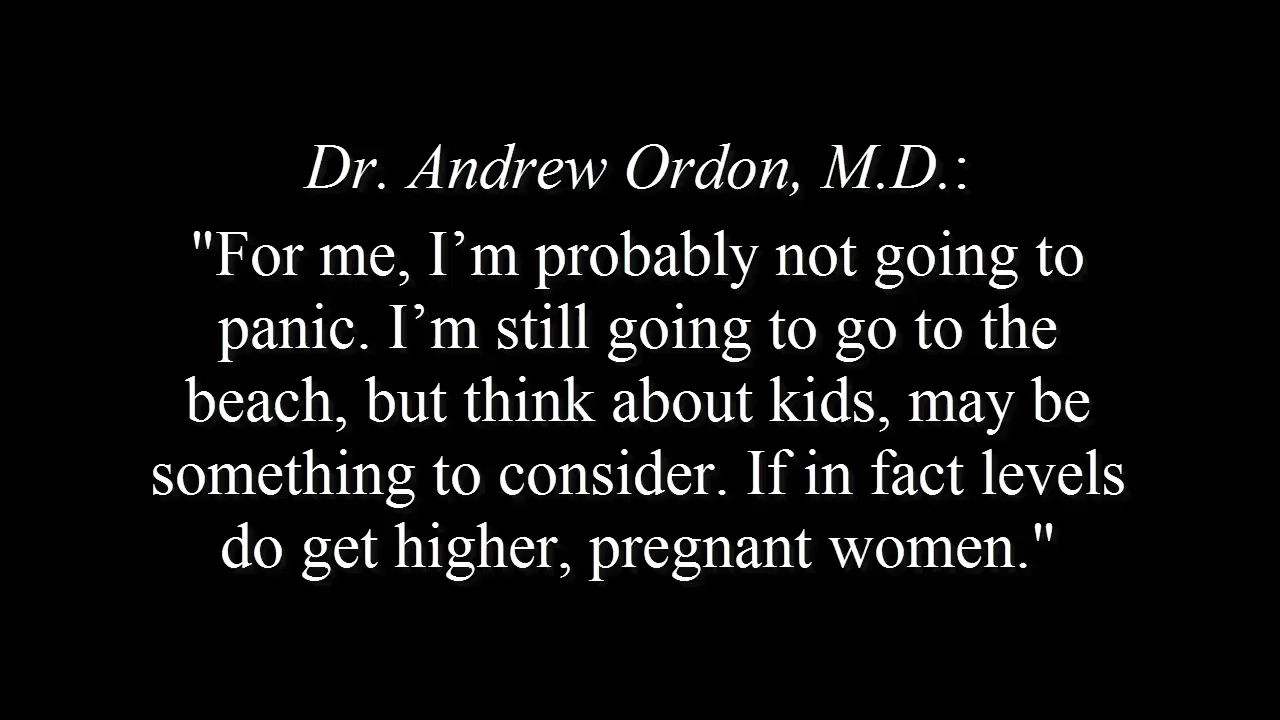 Dr. Andrew Ordon, M.D.:
"For me, I’m probably not going to
panic. I’m still going to go to the
beach, but think about kids, may be
something to consider. If in fact levels
do get higher, pregnant women."